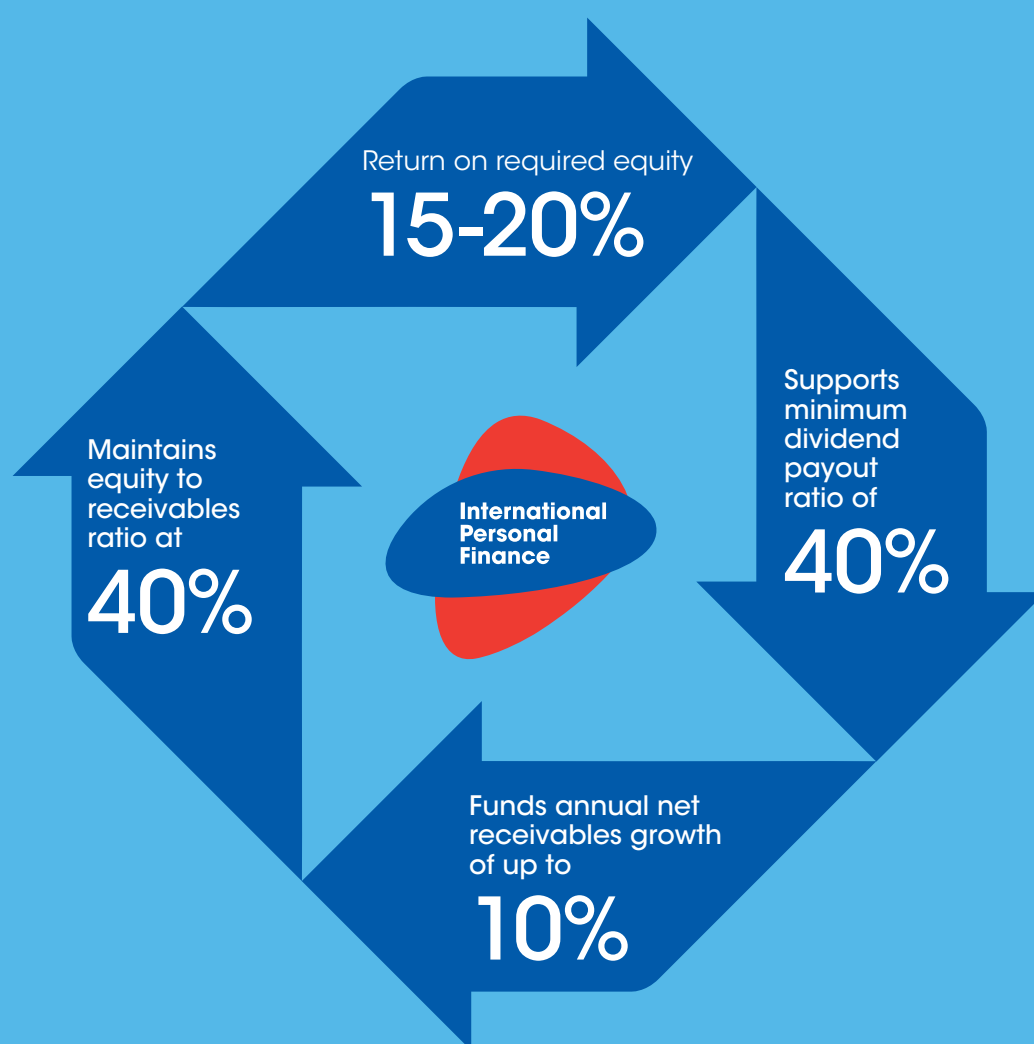 Return on required equity
15-20%
Supports
minimum
dividend
payout
ratio of
40%
Funds annual net
receivables growth
of up to
10%
Maintains
equity to
receivables
ratio at
40%
International
Personal
Finance